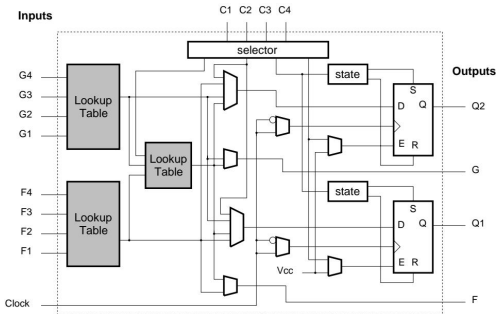 Inputs
C1 C2 C3 C4
selector
G4
G3
G2
G1
Lookup
Table
state
S
D Q
E R
Outputs
Q2
Lookup
Table
G
F4
F3
F2
F1
Lookup
Table
state
S
D Q
E R
Q1
Vcc
Clock
F